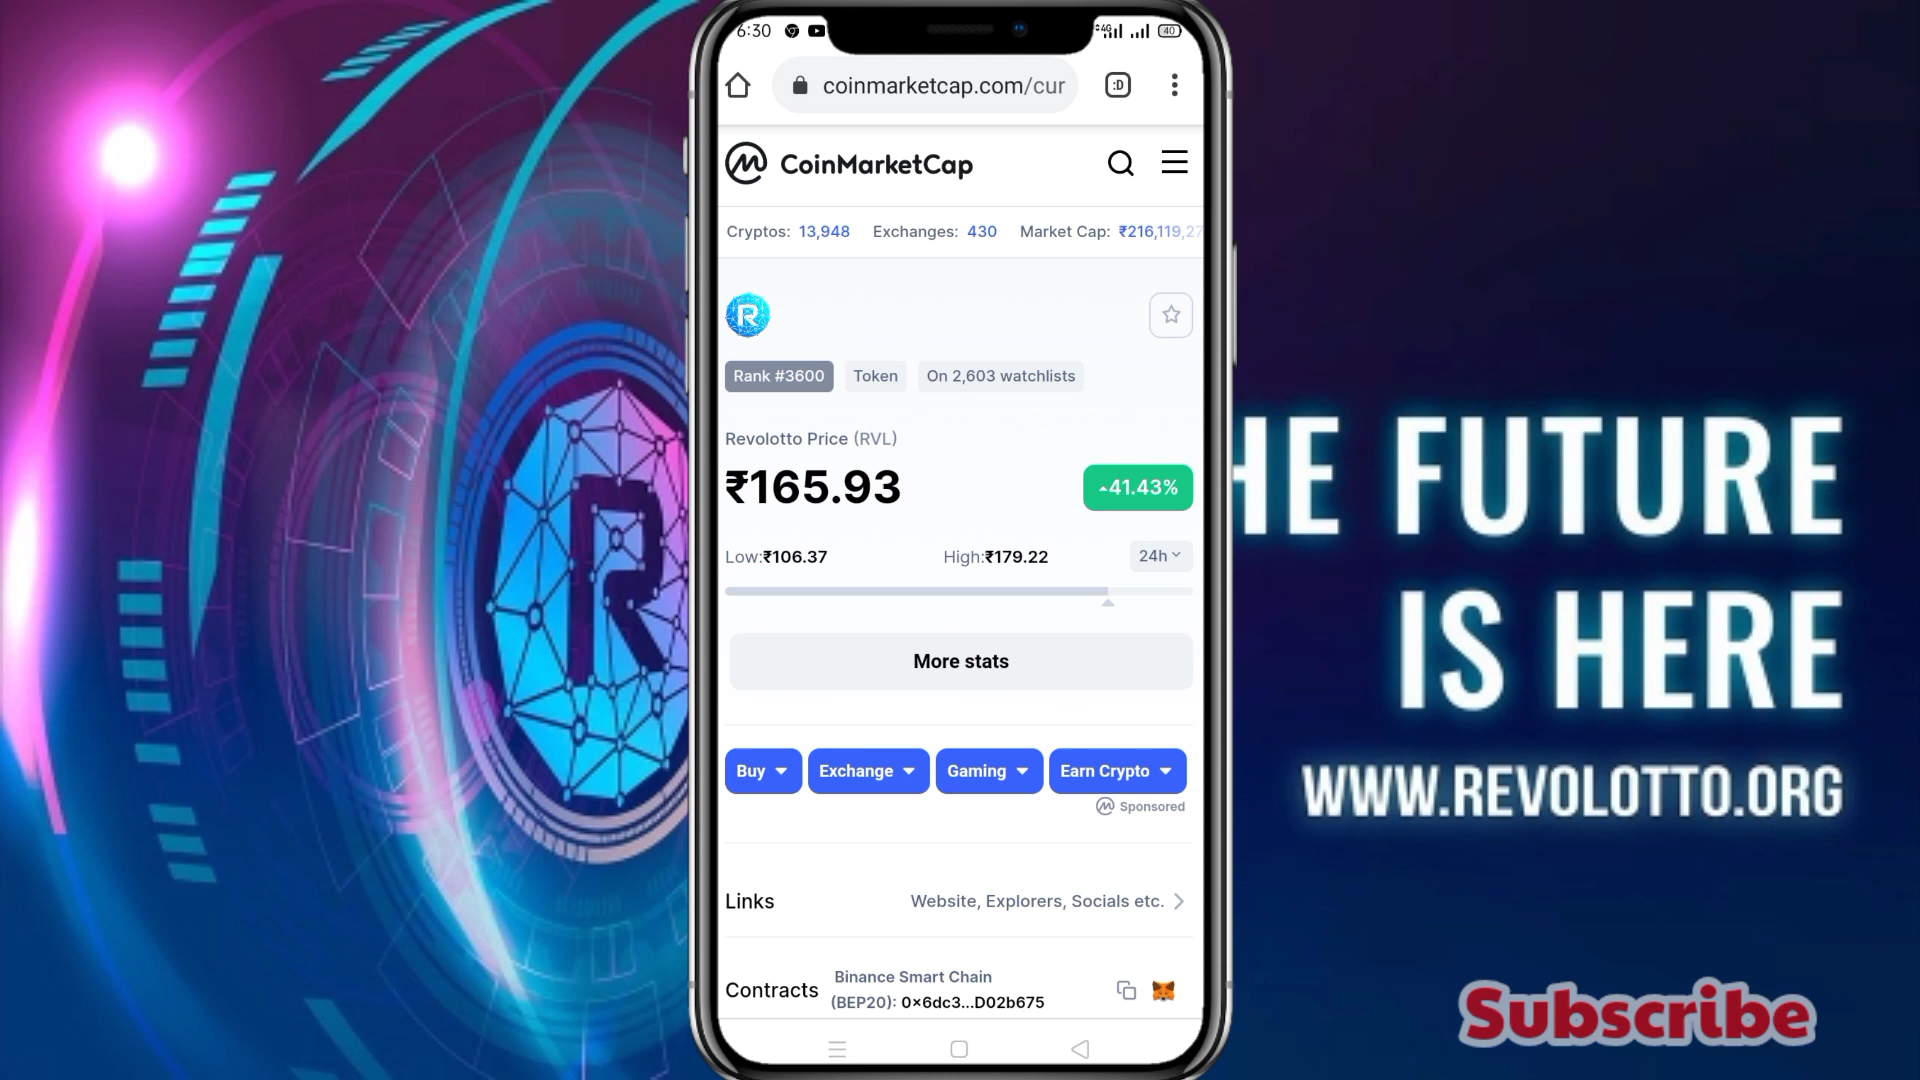 6:30
4G
40
coinmarketcap.com/cur
:D
CoinMarketCap
Cryptos: 13,948 Exchanges: 430 Market Cap: ₹216,119,27
R
Rank #3600 Token On 2,603 watchlists
Revolotto Price (RVL)
₹165.93
41.43%
Low:₹106.37 High:₹179.22 24h
More stats
Buy Exchange Gaming Earn Crypto
Sponsored
Links Website, Explorers, Socials etc.
Contracts Binance Smart Chain
(BEP20): 0x6dc3...D02b675
R
HE FUTURE
IS HERE
WWW.REVOLOTTO.ORG
Subscribe